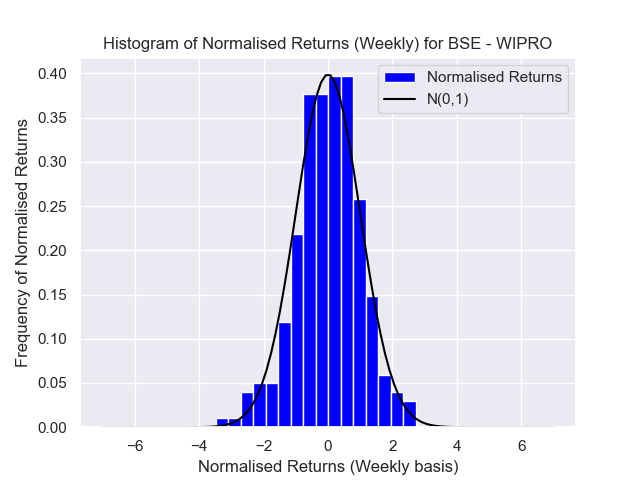 Histogram of Normalised Returns (Weekly) for BSE - WIPRO
Normalised Returns
N(0,1)
Frequency of Normalised Returns
0.40
0.35
0.30
0.25
0.20
0.15
0.10
0.05
0.00
−6 −4 −2 0 2 4 6
Normalised Returns (Weekly basis)